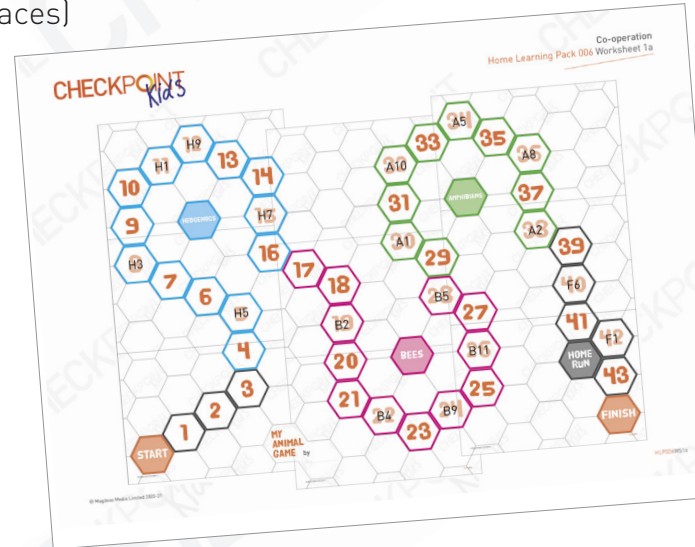 aces)
CHECKPOINT
Kids
Co-operation
Home Learning Pack 006 Worksheet 1a
START
1
2
3
4
H5
6
7
H3
9
10
H1
H9
13
14
H7
16
HEDGEHOGS
17
18
B2
20
21
B4
23
B9
25
B11
27
B5
BEES
29
A1
31
A10
33
A5
35
A8
37
A2
AMPHIBIANS
39
F6
41
F1
43
HOME
RUN
FINISH
MY
ANIMAL
GAME by